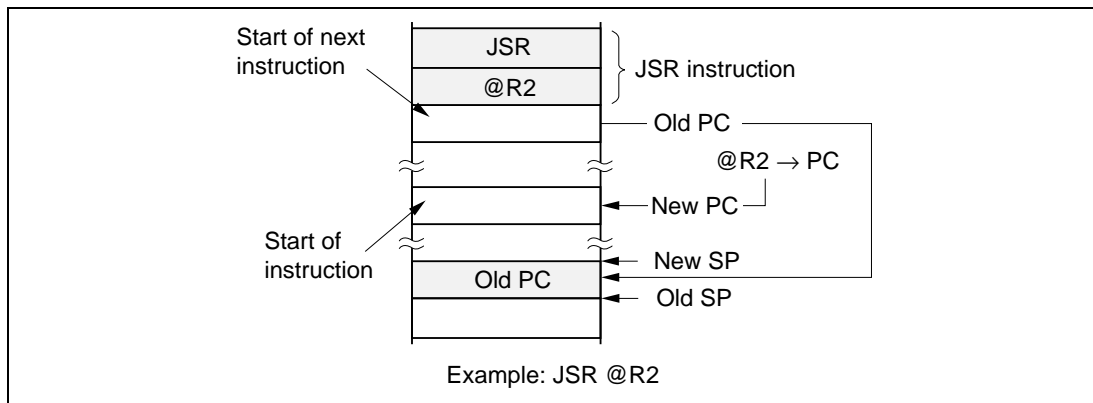 Start of next
instruction
JSR
@R2
JSR instruction
Old PC
@R2 → PC
New PC
Start of
instruction
New SP
Old PC
Old SP
Example: JSR @R2